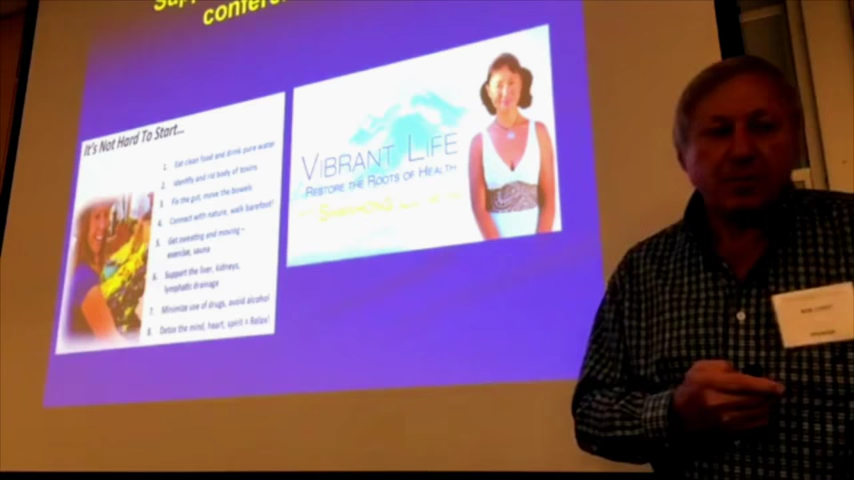 confer
It's Not Hard To Start...
1. Eat clean food and drink pure water
2. Identify and rid body of toxins
3. Fix the gut, move the bowels
4. Connect with nature, walk barefoot!
5. Get sweating and moving –
exercise, sauna
6. Support the liver, kidneys,
lymphatic drainage
7. Minimize use of drugs, avoid alcohol
8. Detox the mind, heart, spirit = Relax!
VIBRANT LIFE
RESTORE THE ROOTS OF HEALTH